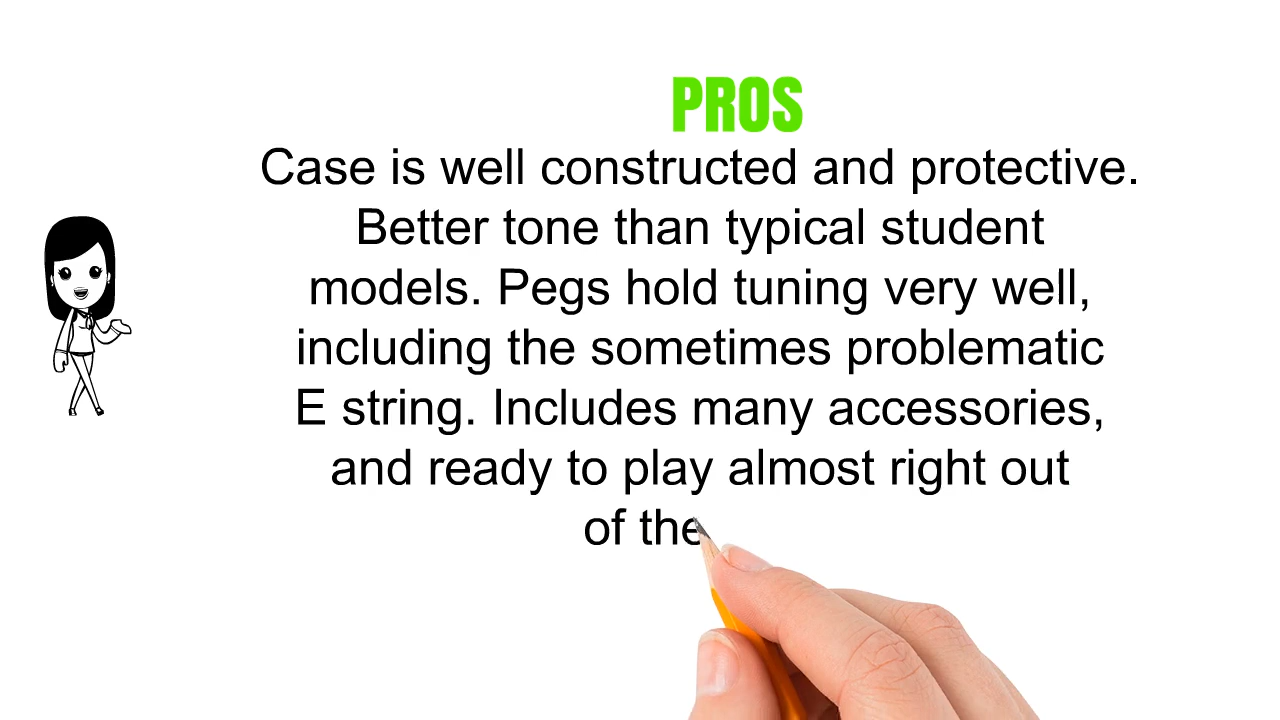 PROS
Case is well constructed and protective.
Better tone than typical student
models. Pegs hold tuning very well,
including the sometimes problematic
E string. Includes many accessories,
and ready to play almost right out
of the